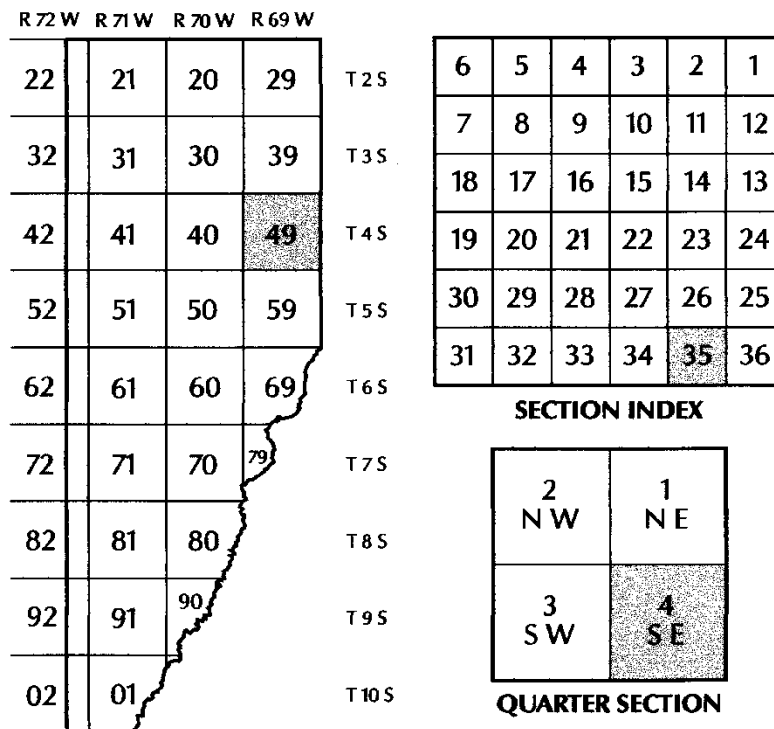 R 72 W R 71 W R 70 W R 69 W
22 21 20 29 T 2 S
32 31 30 39 T 3 S
42 41 40 49 T 4 S
52 51 50 59 T 5 S
62 61 60 69 T 6 S
72 71 70 79 T 7 S
82 81 80 T 8 S
92 91 90 T 9 S
02 01 T 10 S
6 5 4 3 2 1
7 8 9 10 11 12
18 17 16 15 14 13
19 20 21 22 23 24
30 29 28 27 26 25
31 32 33 34 35 36
SECTION INDEX
2 1
N W N E
3 4
S W S E
QUARTER SECTION